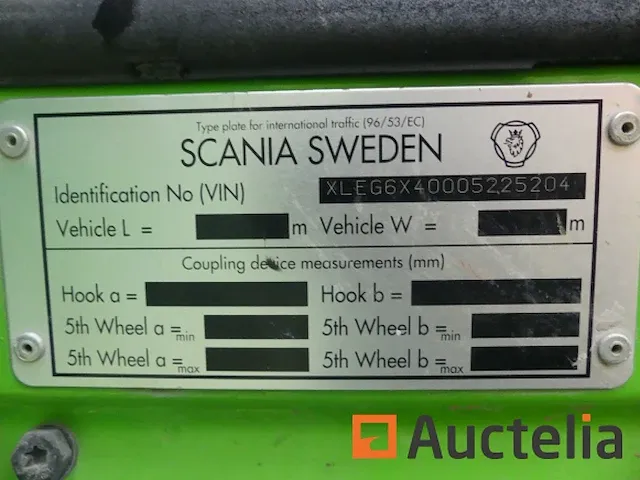 Type plate for international traffic (96/53/EC)
SCANIA SWEDEN
Identification No (VIN) XLEG6X40005225204
Vehicle L = m Vehicle W = m
Coupling device measurements (mm)
Hook a = Hook b =
5th Wheel a =min 5th Wheel b =min
5th Wheel a =max 5th Wheel b =max
Auctelia